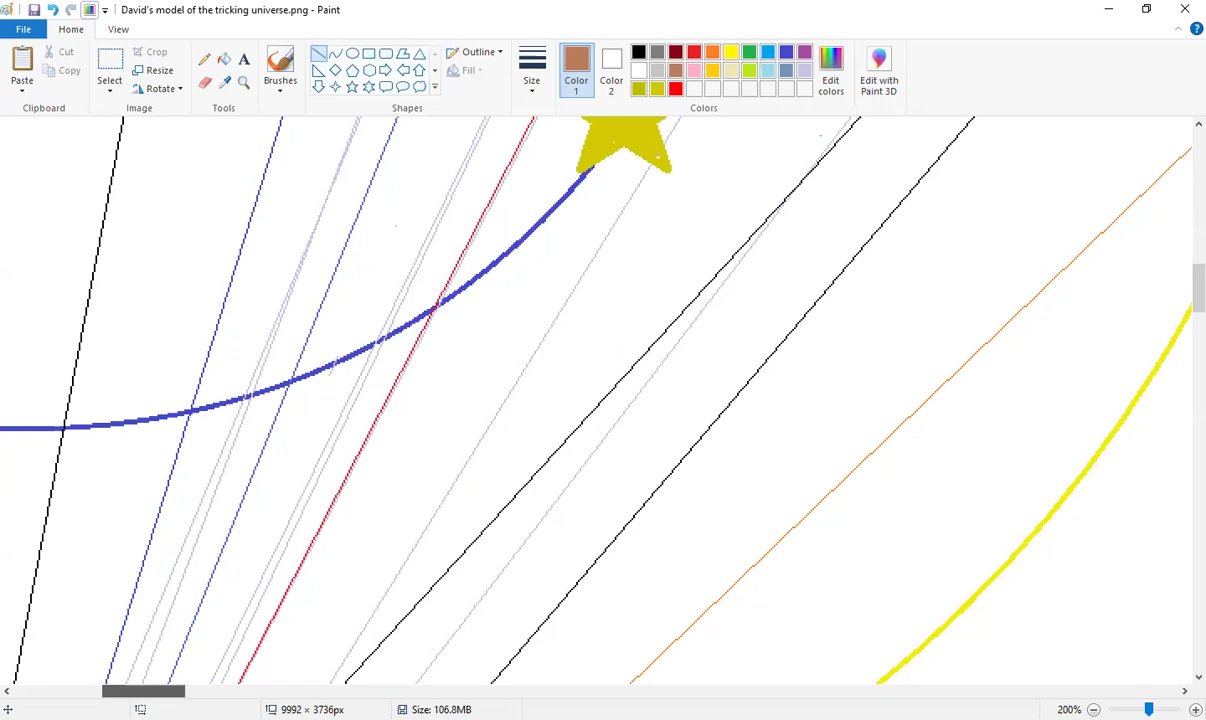 David's model of the tricking universe.png - Paint
File
Home
View
Paste
Cut
Copy
Clipboard
Select
Crop
Resize
Rotate
Image
A
Tools
Brushes
Outline
Fill
Shapes
Size
Color
1
Color
2
Edit
colors
Colors
Edit with
Paint 3D
9992 × 3736px
Size: 106.8MB
200%